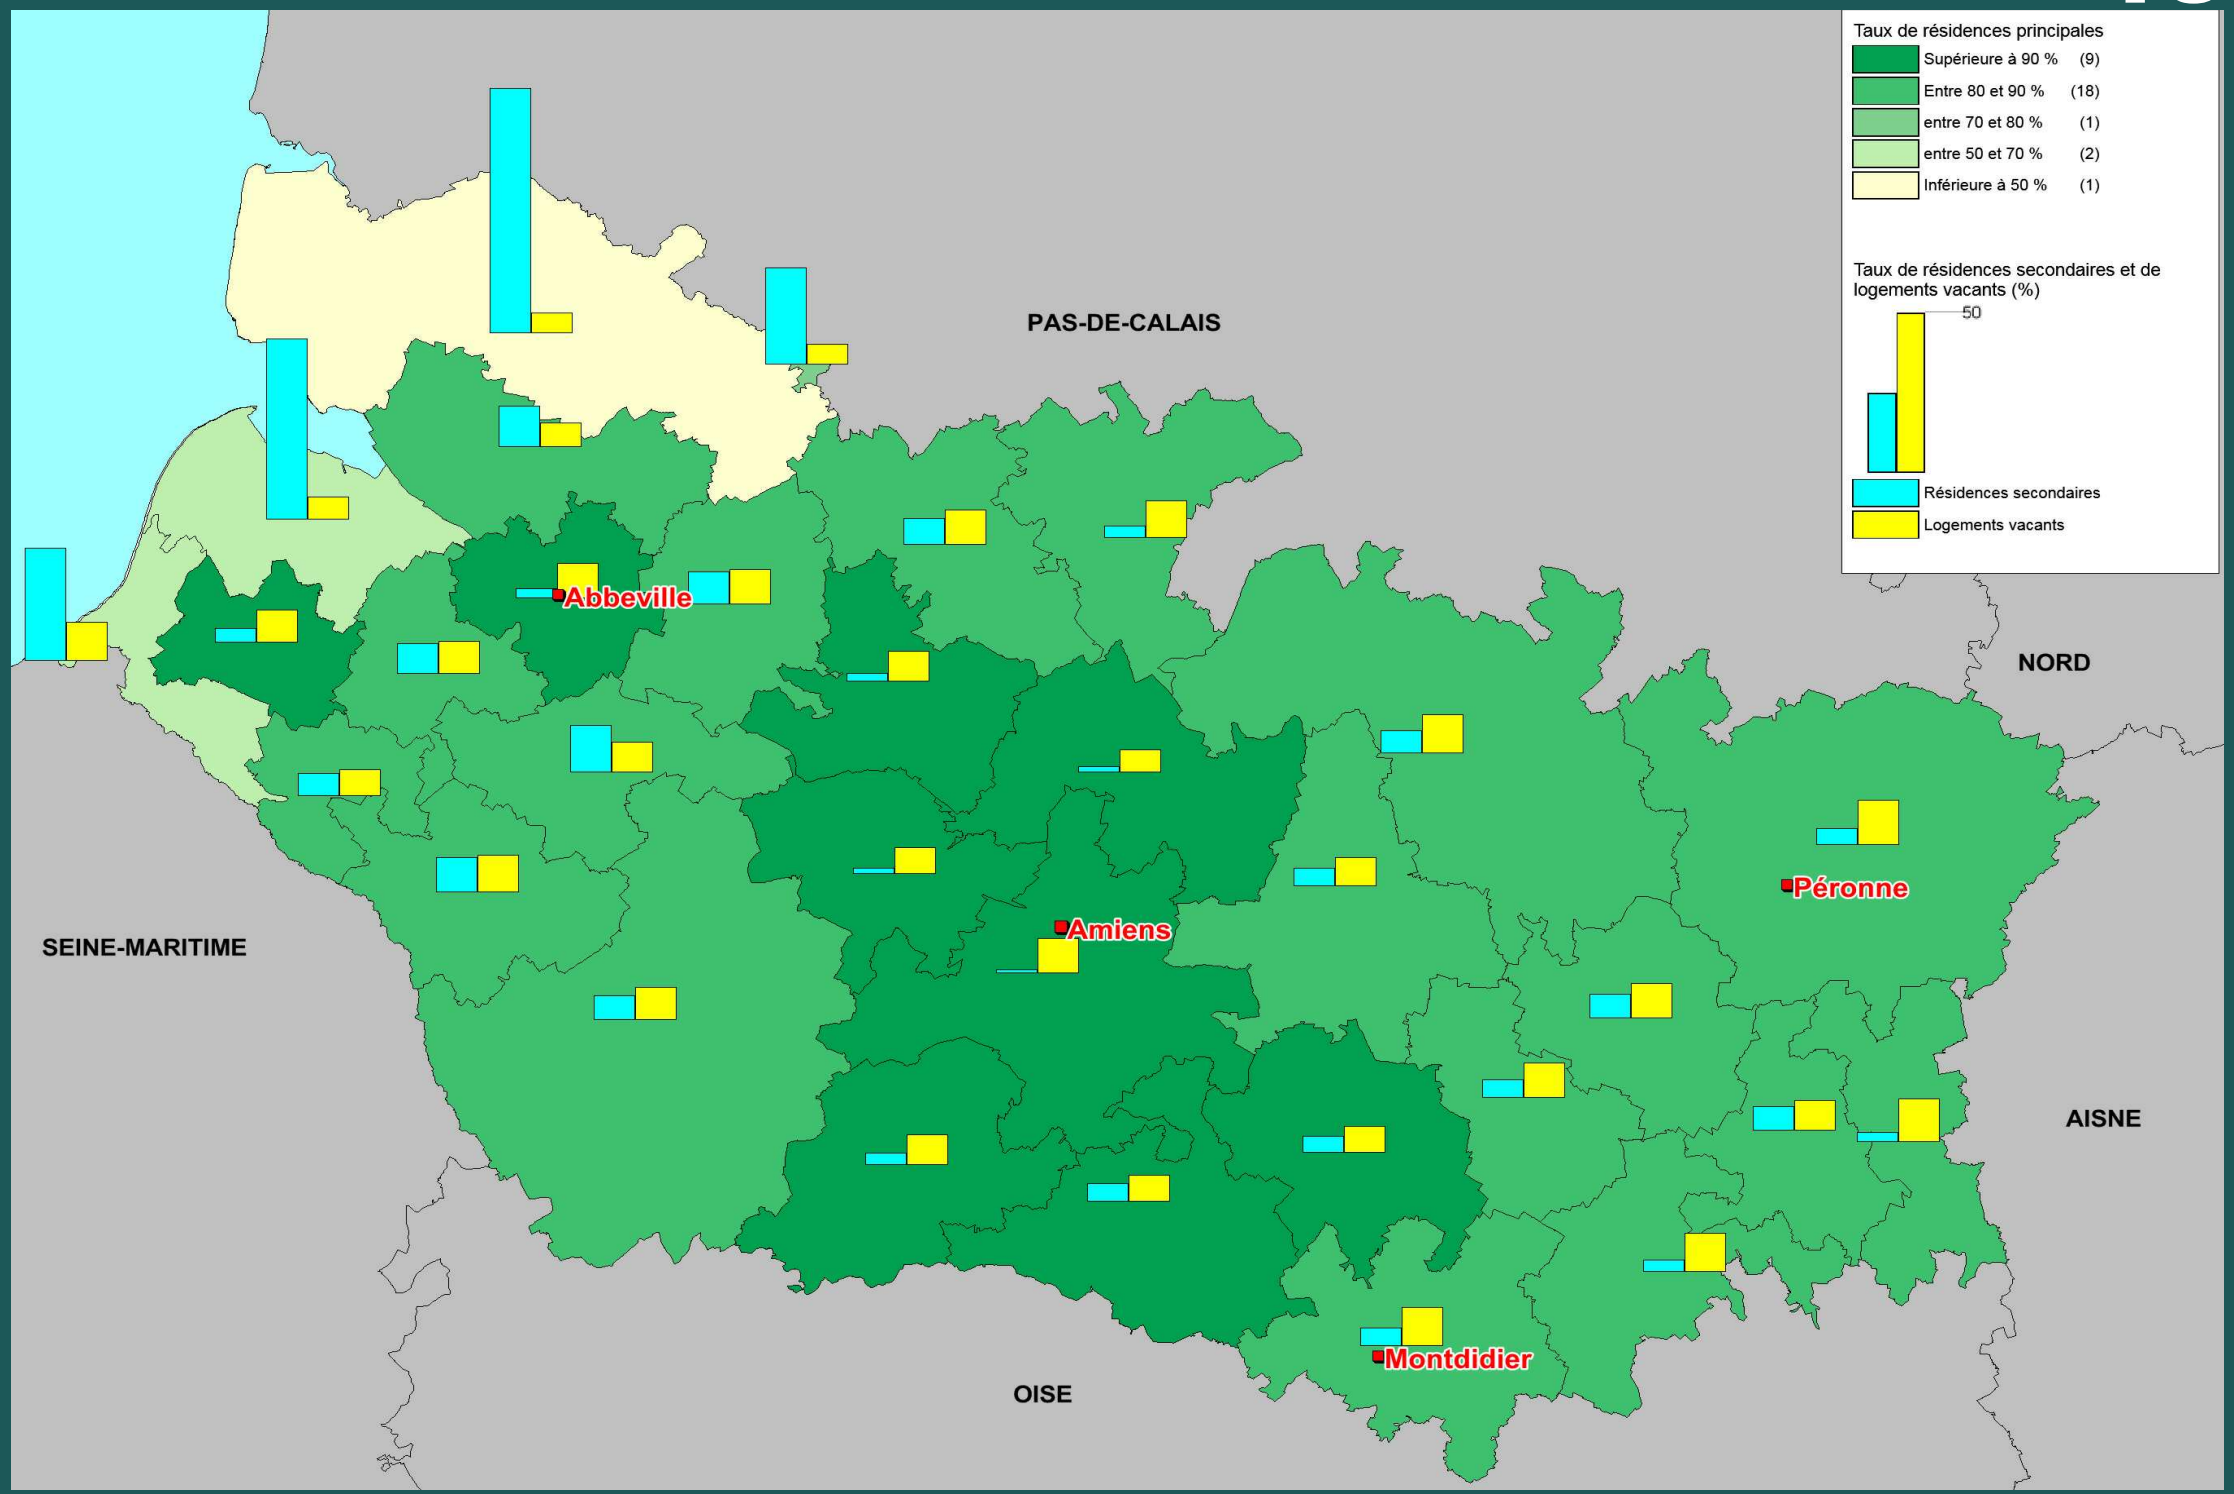 Taux de résidences principales
Supérieure à 90 % (9)
Entre 80 et 90 % (18)
entre 70 et 80 % (1)
entre 50 et 70 % (2)
Inférieure à 50 % (1)
Taux de résidences secondaires et de
logements vacants (%)
50
Résidences secondaires
Logements vacants
PAS-DE-CALAIS
Abbeville
NORD
Péronne
Amiens
SEINE-MARITIME
AISNE
Montdidier
OISE